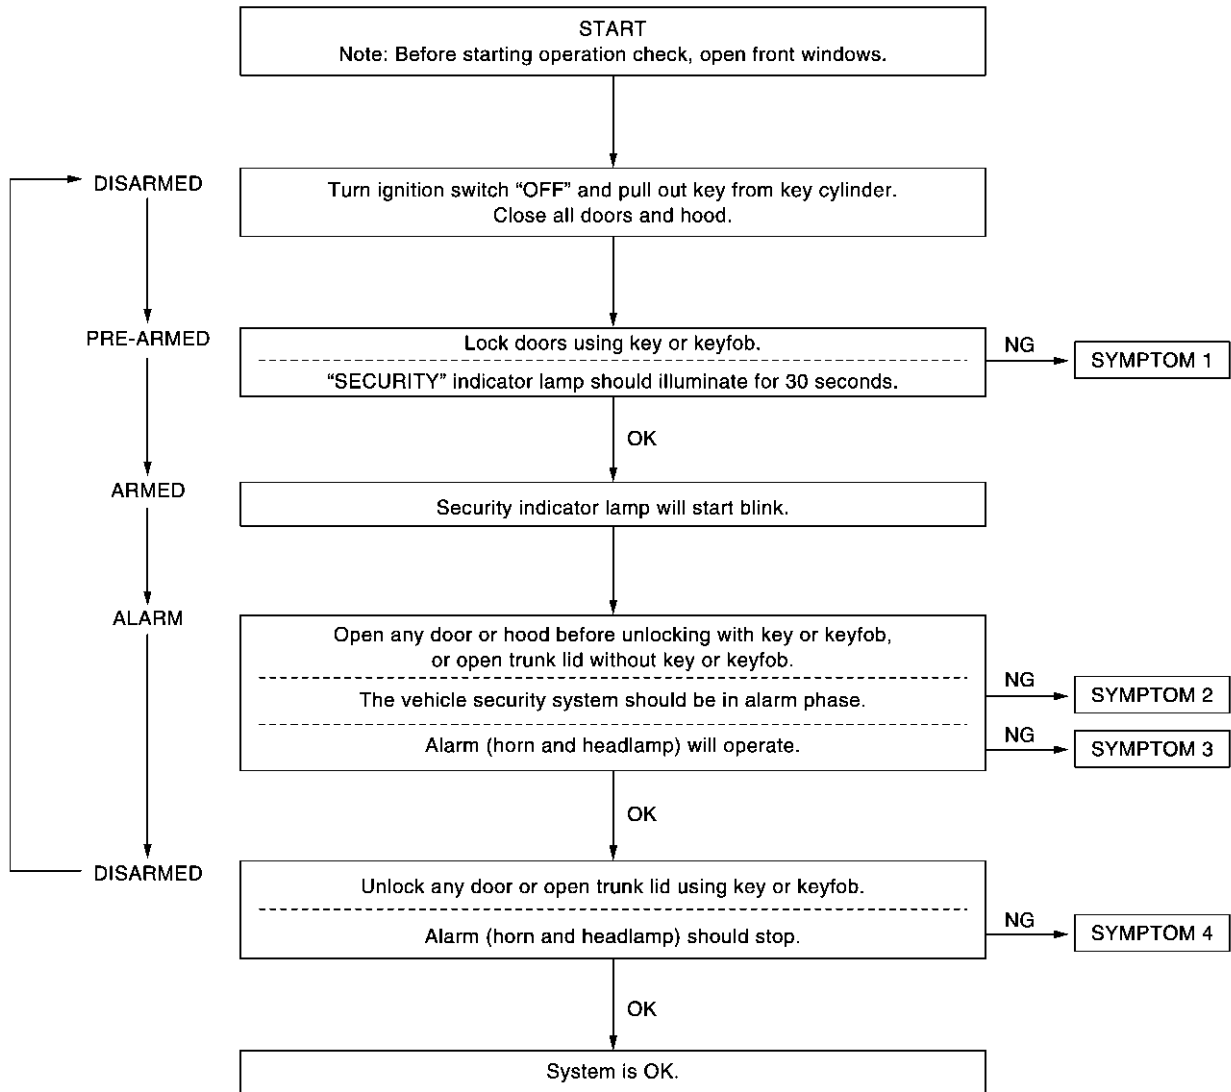 START
Note: Before starting operation check, open front windows.
DISARMED
Turn ignition switch “OFF” and pull out key from key cylinder.
Close all doors and hood.
PRE-ARMED
Lock doors using key or keyfob.
“SECURITY” indicator lamp should illuminate for 30 seconds.
NG
SYMPTOM 1
OK
ARMED
Security indicator lamp will start blink.
ALARM
Open any door or hood before unlocking with key or keyfob,
or open trunk lid without key or keyfob.
The vehicle security system should be in alarm phase.
NG
SYMPTOM 2
Alarm (horn and headlamp) will operate.
NG
SYMPTOM 3
OK
DISARMED
Unlock any door or open trunk lid using key or keyfob.
Alarm (horn and headlamp) should stop.
NG
SYMPTOM 4
OK
System is OK.